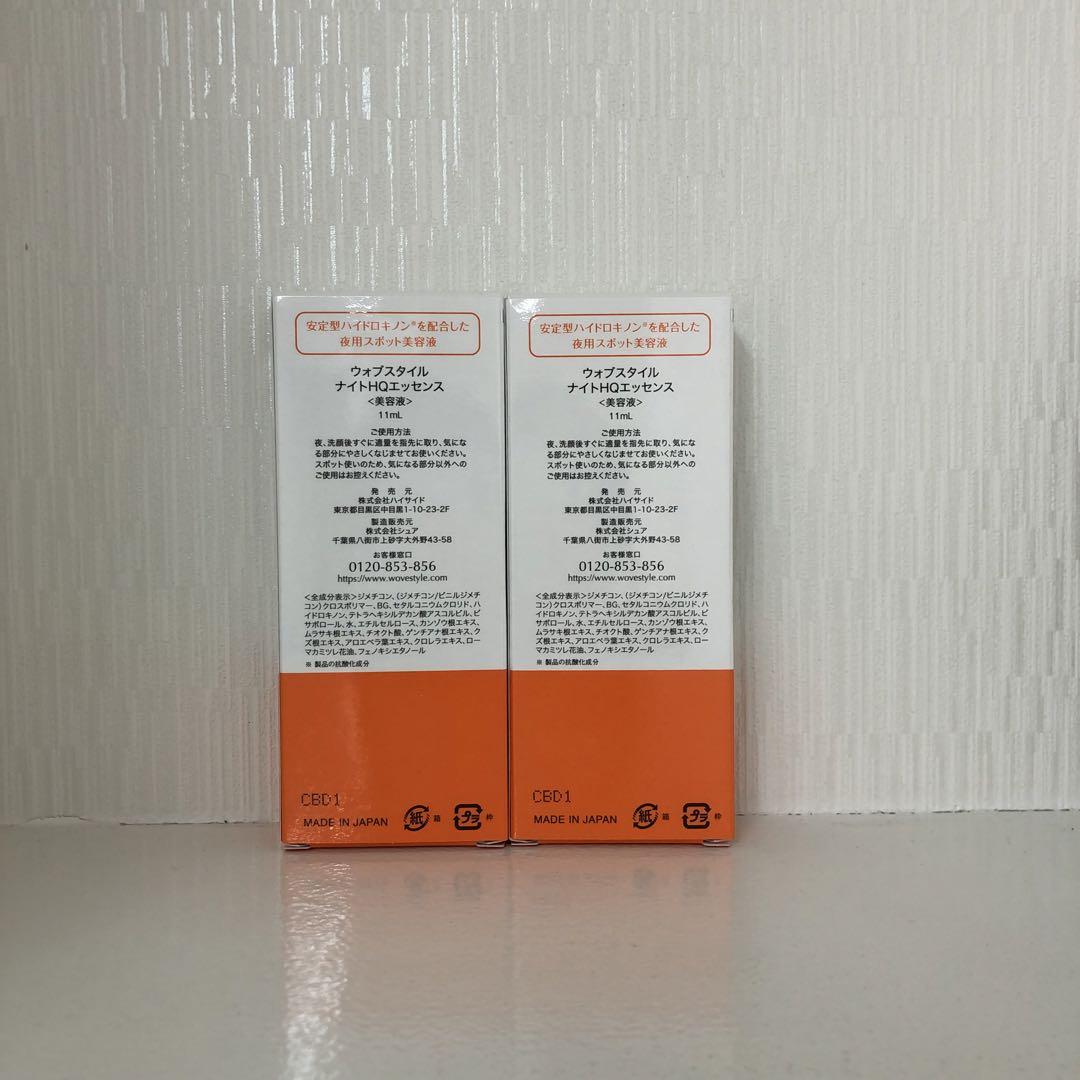 安定型ハイドロキノン※を配合した
夜用スポット美容液
ウォブスタイル
ナイトHQエッセンス
<美容液>
11mL
ご使用方法
夜、洗顔後すぐに適量を指先に取り、気にな
る部分にやさしくなじませてお使いください。
スポット使いのため、気になる部分以外への
ご使用はお控えください。
発売元
株式会社ハイサイド
東京都目黒区中目黒1-10-23-2F
製造販売元
株式会社シュア
千葉県八街市上砂字大外野43-58
お客様窓口
0120-853-856
https://www.wovestyle.com
<全成分表示>ジメチコン、(ジメチコン/ビニルジメチ
コン)クロスポリマー、BG、セタルコニウムクロリド、ハ
イドロキノン、テトラヘキシルデカン酸アスコルビル、ビ
サボロール、水、エチルセルロース、カンゾウ根エキス、
ムラサキ根エキス、チオクト酸、ゲンチアナ根エキス、ク
ズ根エキス、アロエベラ葉エキス、クロレラエキス、ロー
マカミツレ花油、フェノキシエタノール
※ 製品の抗酸化成分
CBD1
MADE IN JAPAN 紙 箱 プラ 枠
安定型ハイドロキノン※を配合した
夜用スポット美容液
ウォブスタイル
ナイトHQエッセンス
<美容液>
11mL
ご使用方法
夜、洗顔後すぐに適量を指先に取り、気にな
る部分にやさしくなじませてお使いください。
スポット使いのため、気になる部分以外への
ご使用はお控えください。
発売元
株式会社ハイサイド
東京都目黒区中目黒1-10-23-2F
製造販売元
株式会社シュア
千葉県八街市上砂字大外野43-58
お客様窓口
0120-853-856
https://www.wovestyle.com
<全成分表示>ジメチコン、(ジメチコン/ビニルジメチ
コン)クロスポリマー、BG、セタルコニウムクロリド、ハ
イドロキノン、テトラヘキシルデカン酸アスコルビル、ビ
サボロール、水、エチルセルロース、カンゾウ根エキス、
ムラサキ根エキス、チオクト酸、ゲンチアナ根エキス、ク
ズ根エキス、アロエベラ葉エキス、クロレラエキス、ロー
マカミツレ花油、フェノキシエタノール
※ 製品の抗酸化成分
CBD1
MADE IN JAPAN 紙 箱 プラ 枠